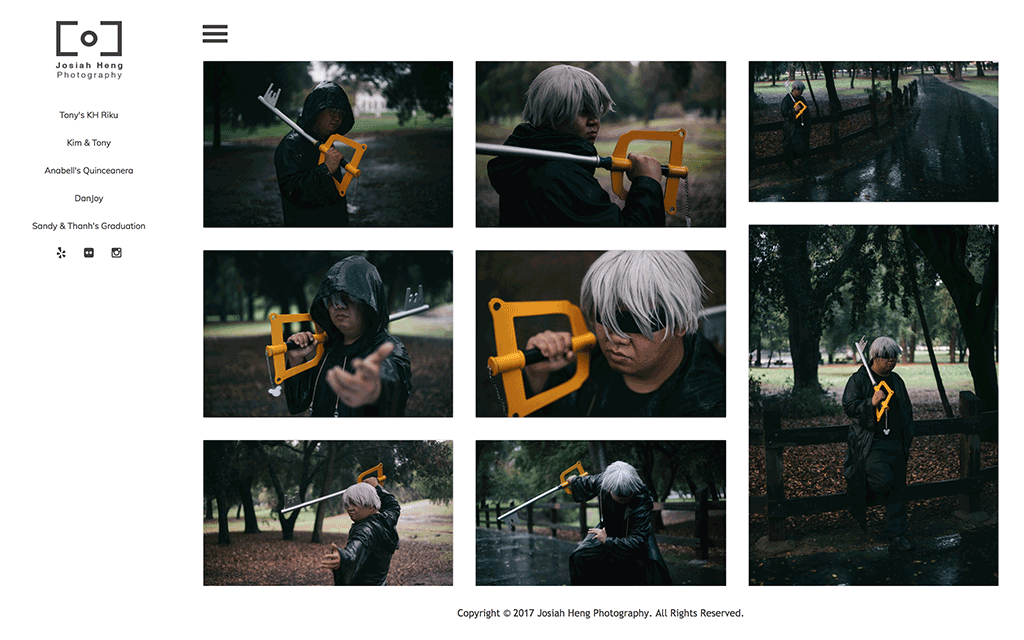 Josiah Heng
Photography
Tony's KH Riku
Kim & Tony
Anabell's Quinceanera
DanJoy
Sandy & Thanh's Graduation
Copyright © 2017 Josiah Heng Photography. All Rights Reserved.